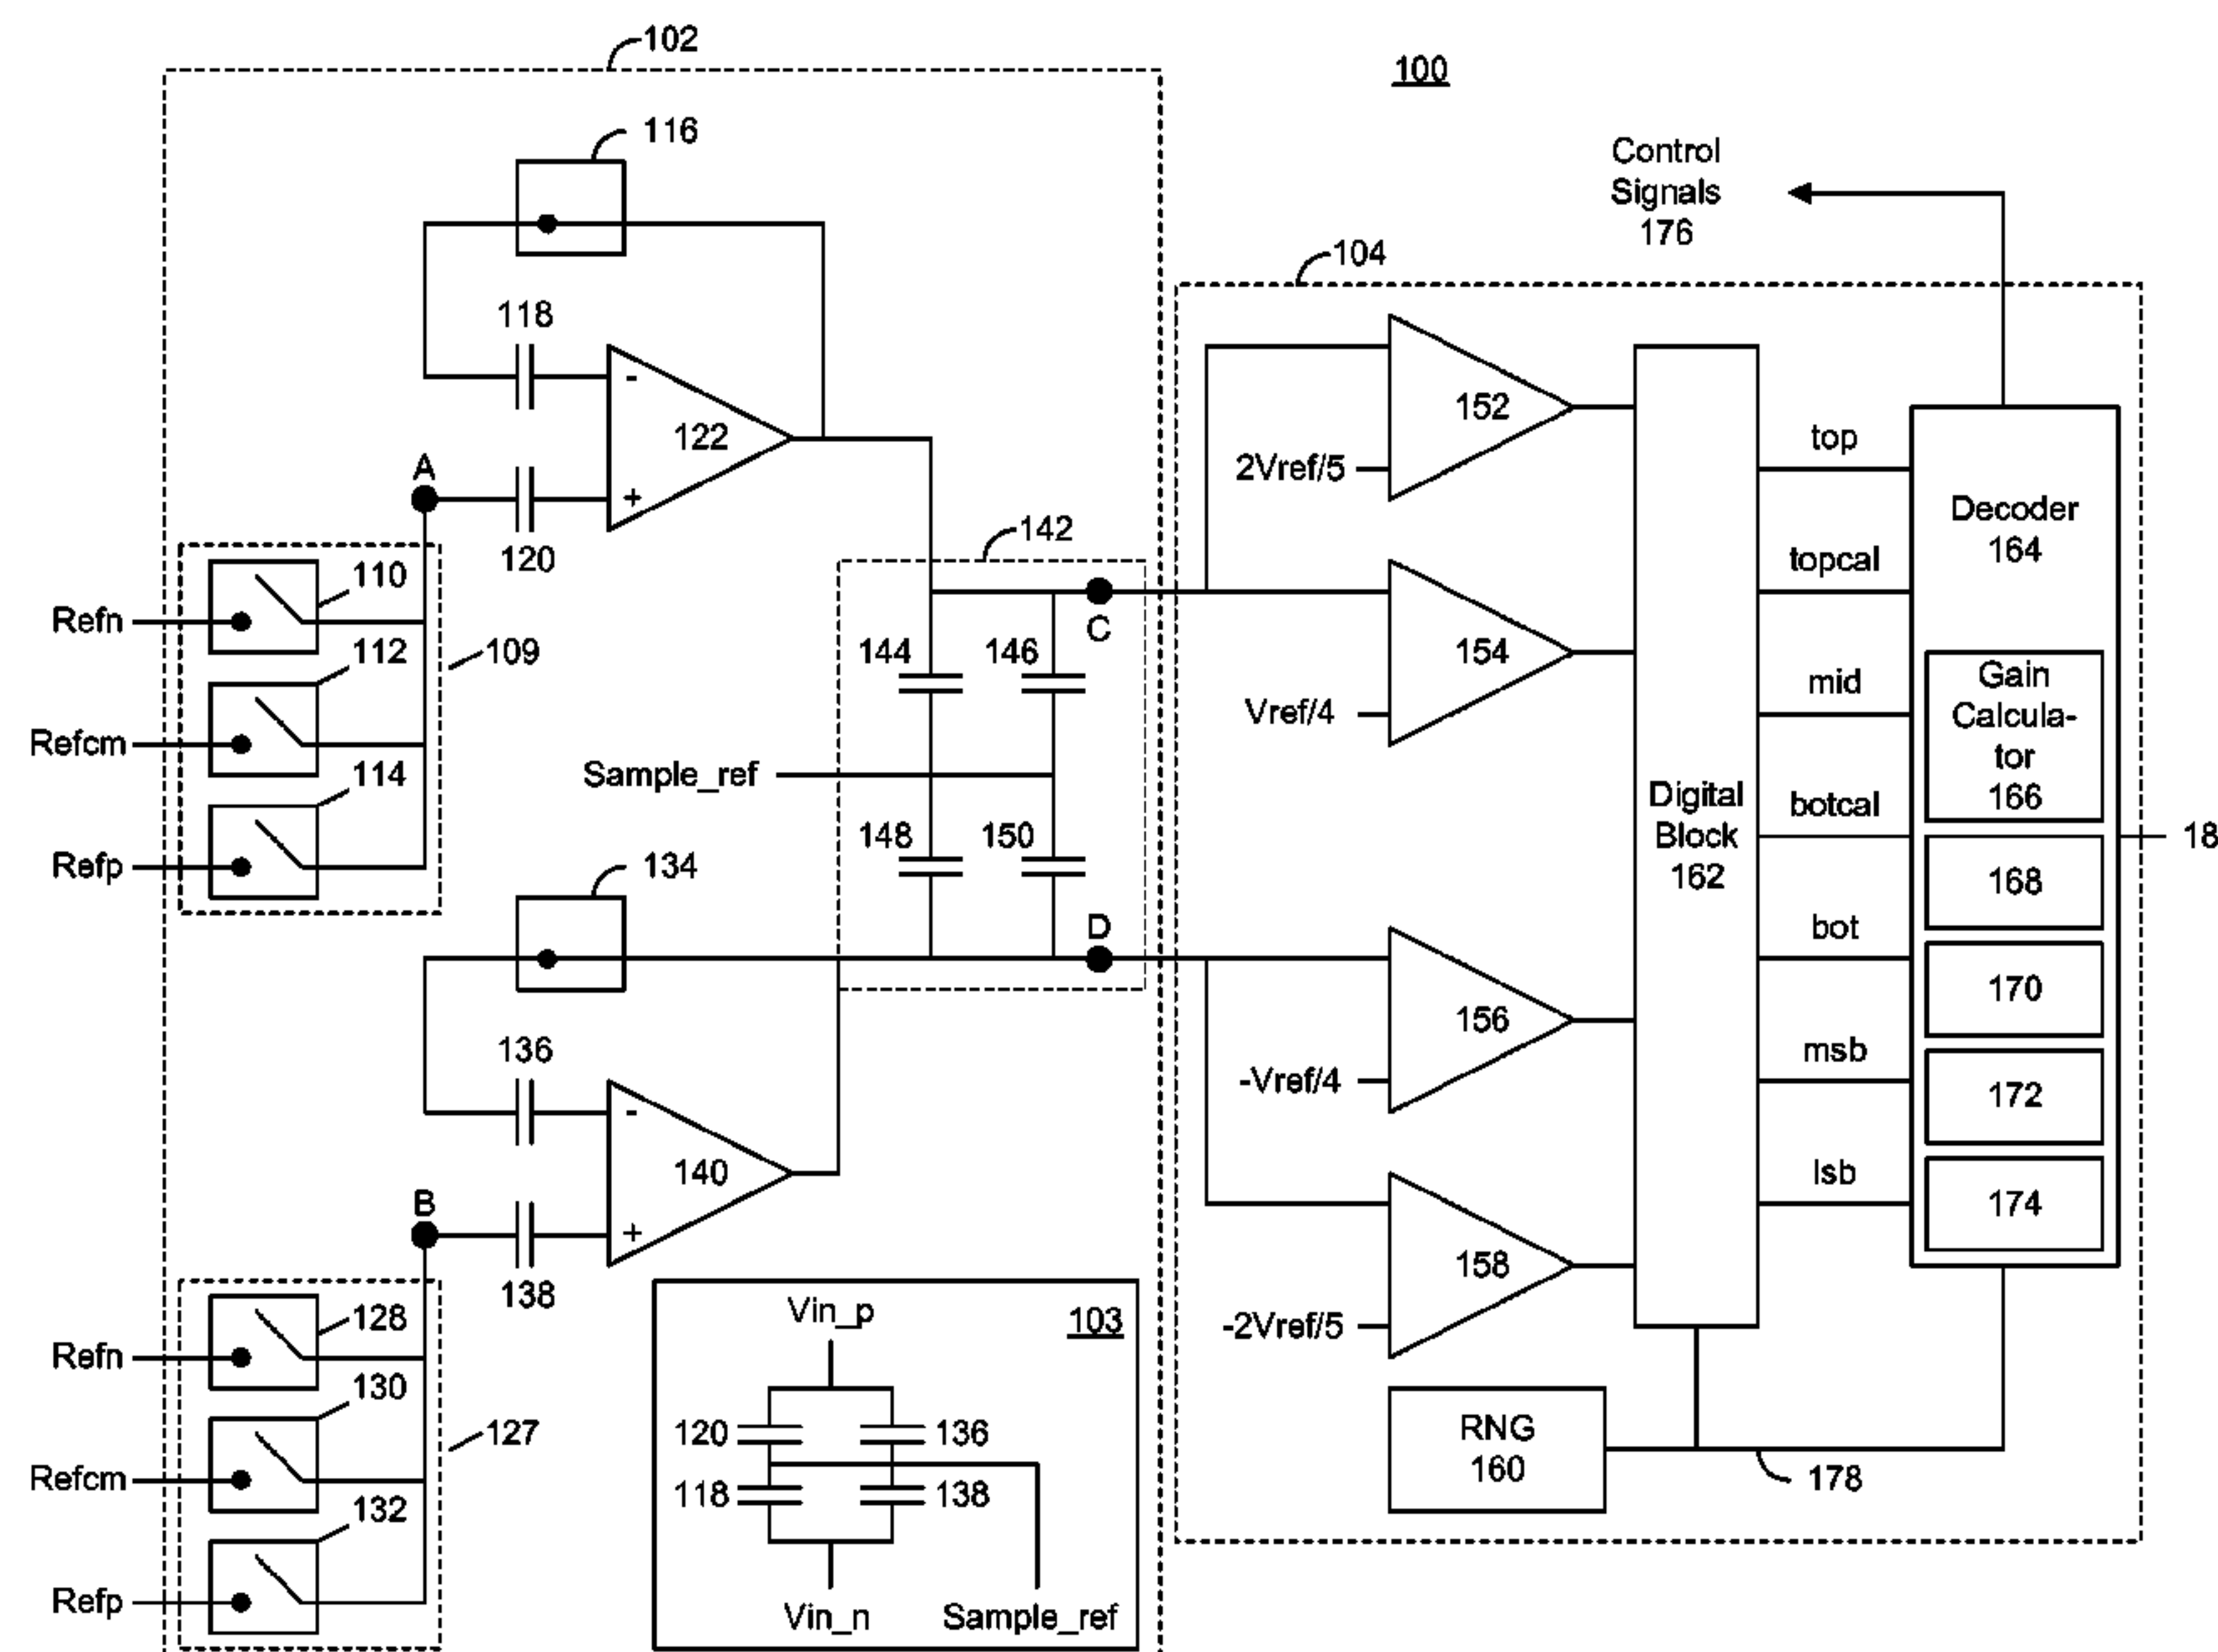 102
100
116
Control
Signals
176
104
118
-
122
152
2Vref/5
top
A
+
120
142
Decoder
164
topcal
110
Refn
C
112
109
144
146
154
mid
Gain
Calcula-
tor
166
Refcm
Vref/4
114
Sample_ref
Digital
Block
162
botcal
18
Refp
148
150
134
168
D
bot
170
136
-
156
msb
-Vref/4
172
140
B
+
138
lsb
174
158
128
Vin_p
103
-2Vref/5
Refn
130
127
120
136
RNG
160
Refcm
118
138
178
132
Refp
Vin_n
Sample_ref